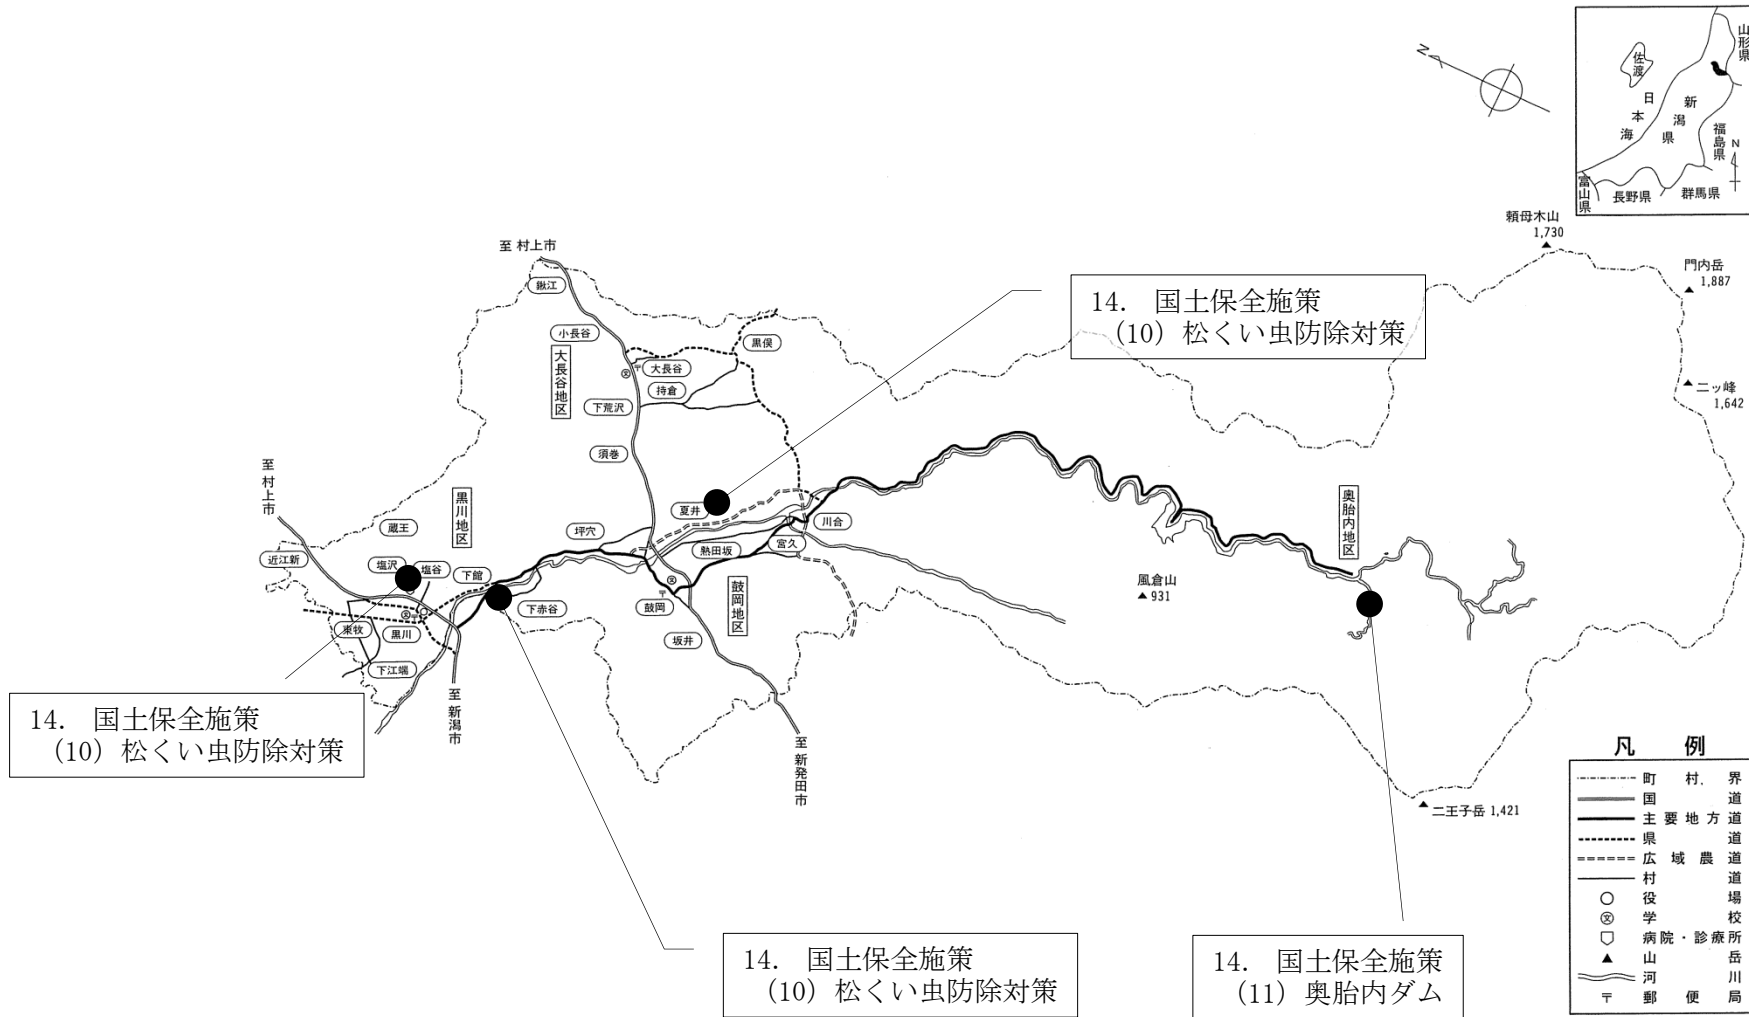 N
山形県
佐渡
日本海
新潟県
福島県
N
富山県
長野県
群馬県
頼母木山
1,730
門内岳
1,887
二ッ峰
1,642
至 村上市
鍬江
小長谷
大長谷地区
大長谷
黒俣
持倉
下荒沢
須巻
14. 国土保全施策
(10) 松くい虫防除対策
至 村上市
黒川地区
蔵王
近江新
塩沢
塩谷
下館
坪穴
夏井
川合
宮久
熱田坂
奥胎内地区
風倉山
931
下赤谷
鼓岡
鼓岡地区
坂井
東牧
黒川
下江端
至 新潟市
至 新発田市
14. 国土保全施策
(10) 松くい虫防除対策
14. 国土保全施策
(10) 松くい虫防除対策
14. 国土保全施策
(11) 奥胎内ダム
二王子岳 1,421
凡 例
町村界
国道
主要地方道
県道
広域農道
村道
役場
文 学校
病院・診療所
山岳
河川
〒 郵便局